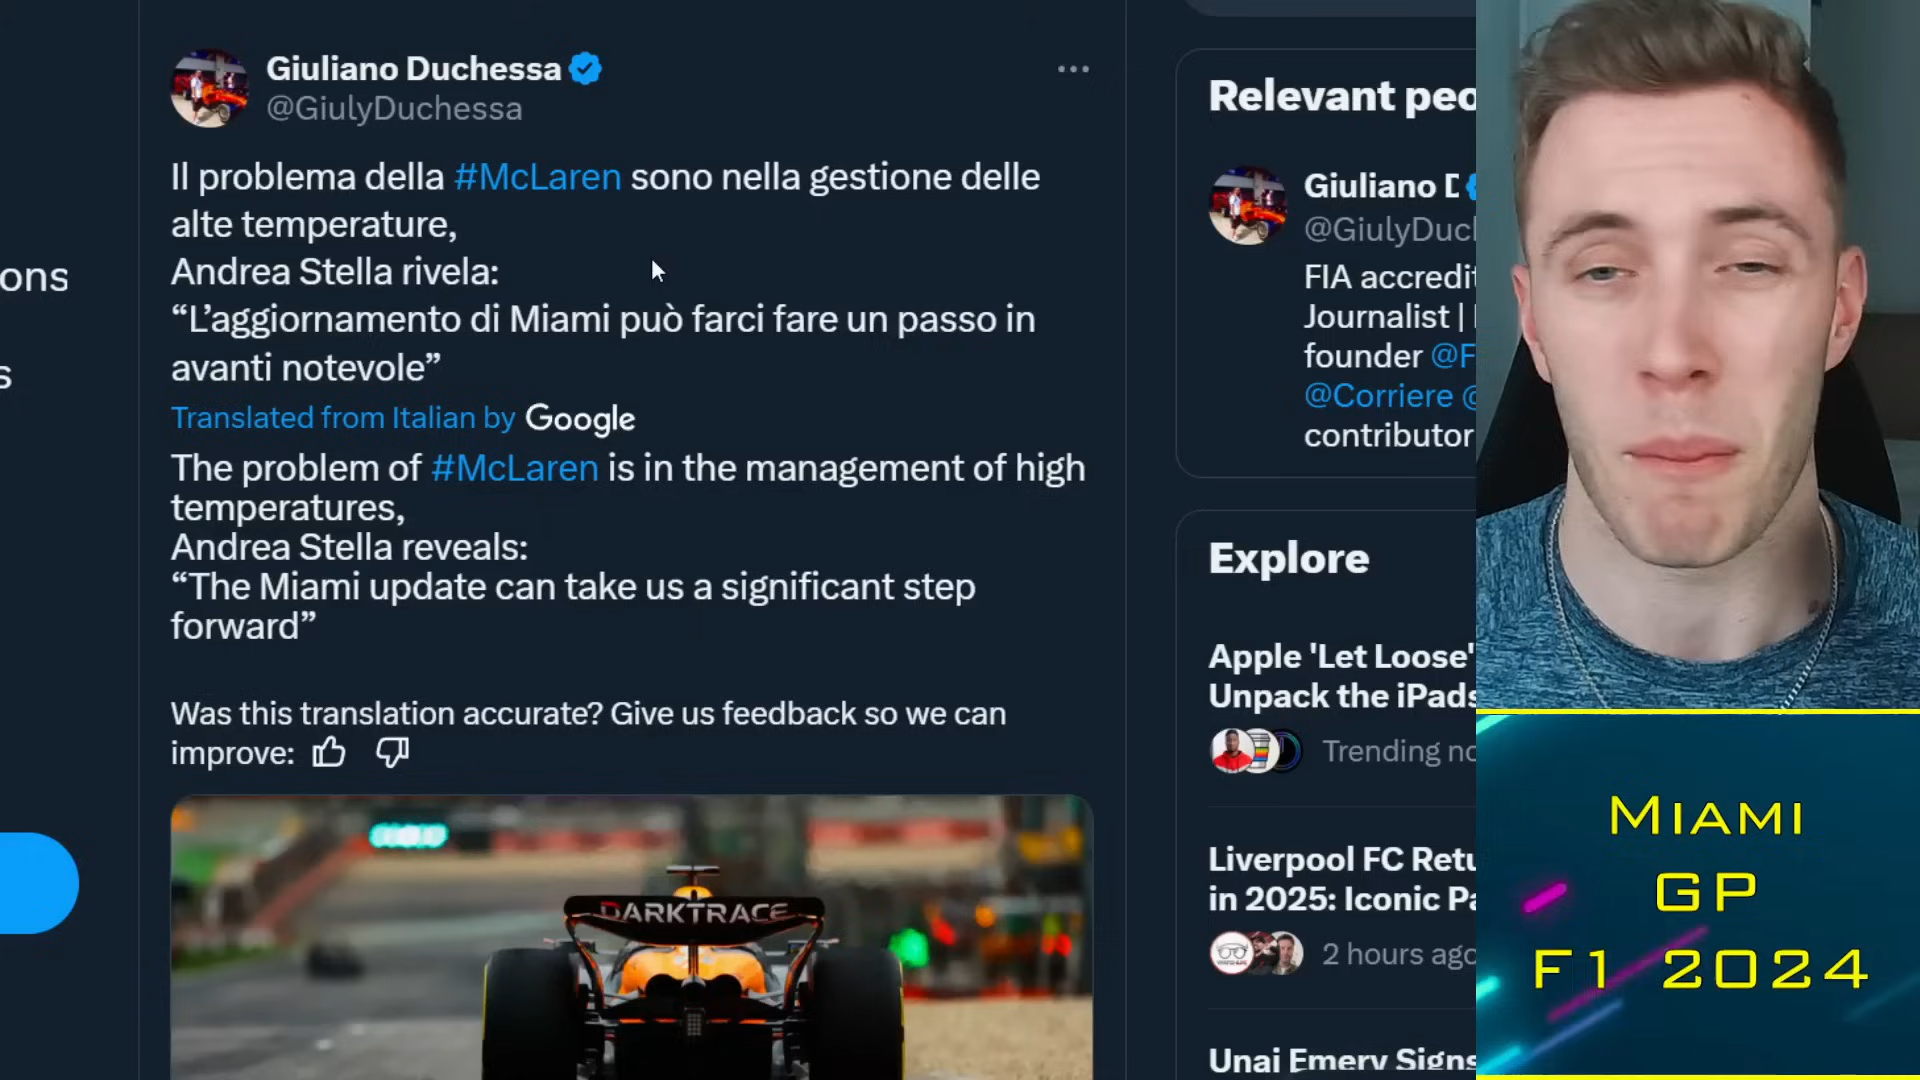 ons
s
Giuliano Duchessa
@GiulyDuchessa
Il problema della #McLaren sono nella gestione delle
alte temperature,
Andrea Stella rivela:
“L’aggiornamento di Miami può farci fare un passo in
avanti notevole”
Translated from Italian by Google
The problem of #McLaren is in the management of high
temperatures,
Andrea Stella reveals:
“The Miami update can take us a significant step
forward”
Was this translation accurate? Give us feedback so we can
improve:
DARKTRACE
Relevant peo
Giuliano D
@GiulyDuc
FIA accredit
Journalist |
founder @F
@Corriere @
contributor
Explore
Apple 'Let Loose'
Unpack the iPads
Trending no
Liverpool FC Retu
in 2025: Iconic Pa
2 hours ago
Unai Emery Signs
MIAMI
GP
F1 2024